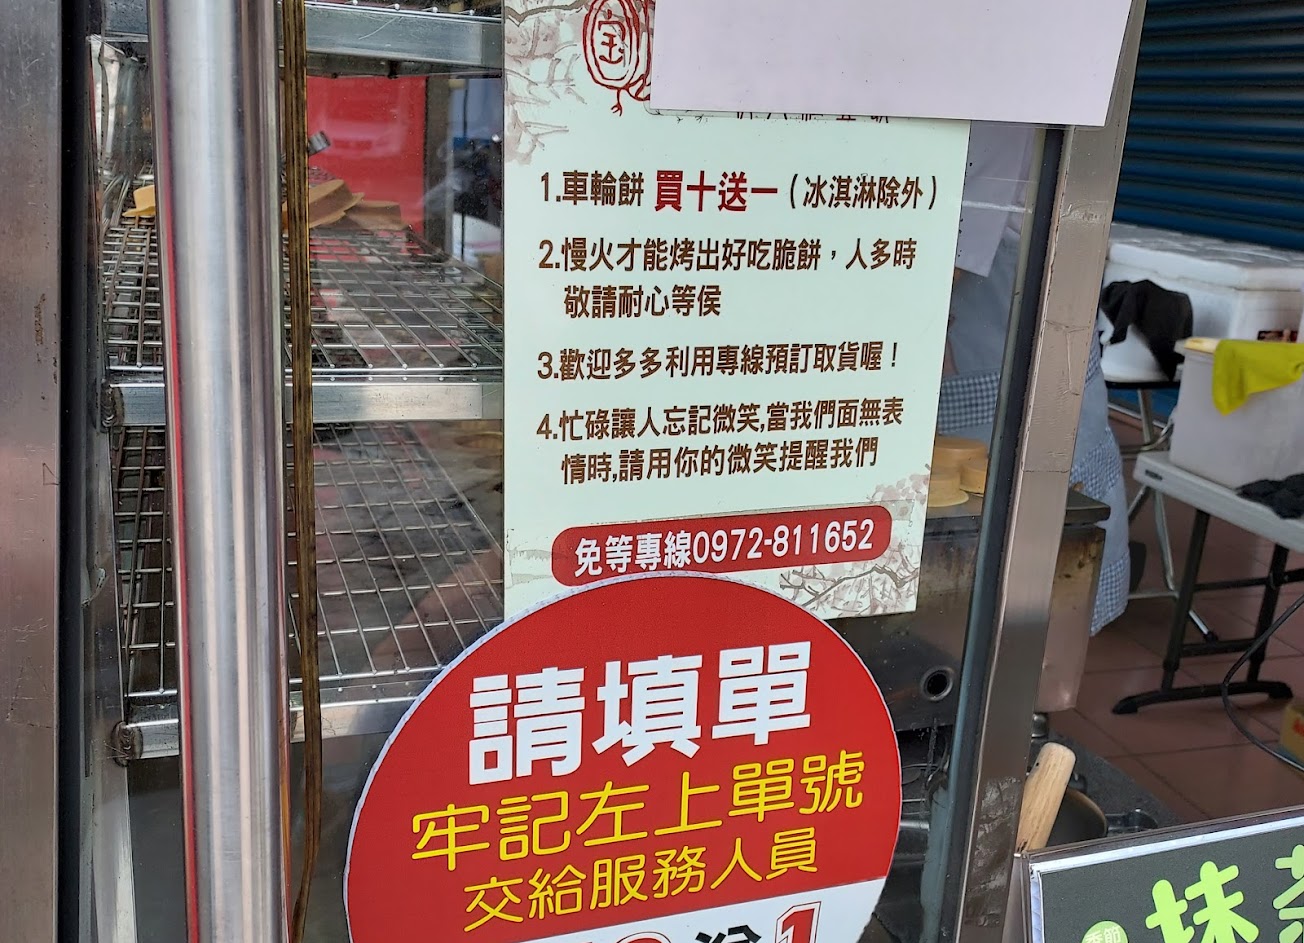 宝
1.車輪餅 買十送一(冰淇淋除外)
2.慢火才能烤出好吃脆餅,人多時
敬請耐心等侯
3.歡迎多多利用專線預訂取貨喔!
4.忙碌讓人忘記微笑,當我們面無表
情時,請用你的微笑提醒我們
免等專線0972-811652
請填單
牢記左上單號
交給服務人員
1
季節
抹